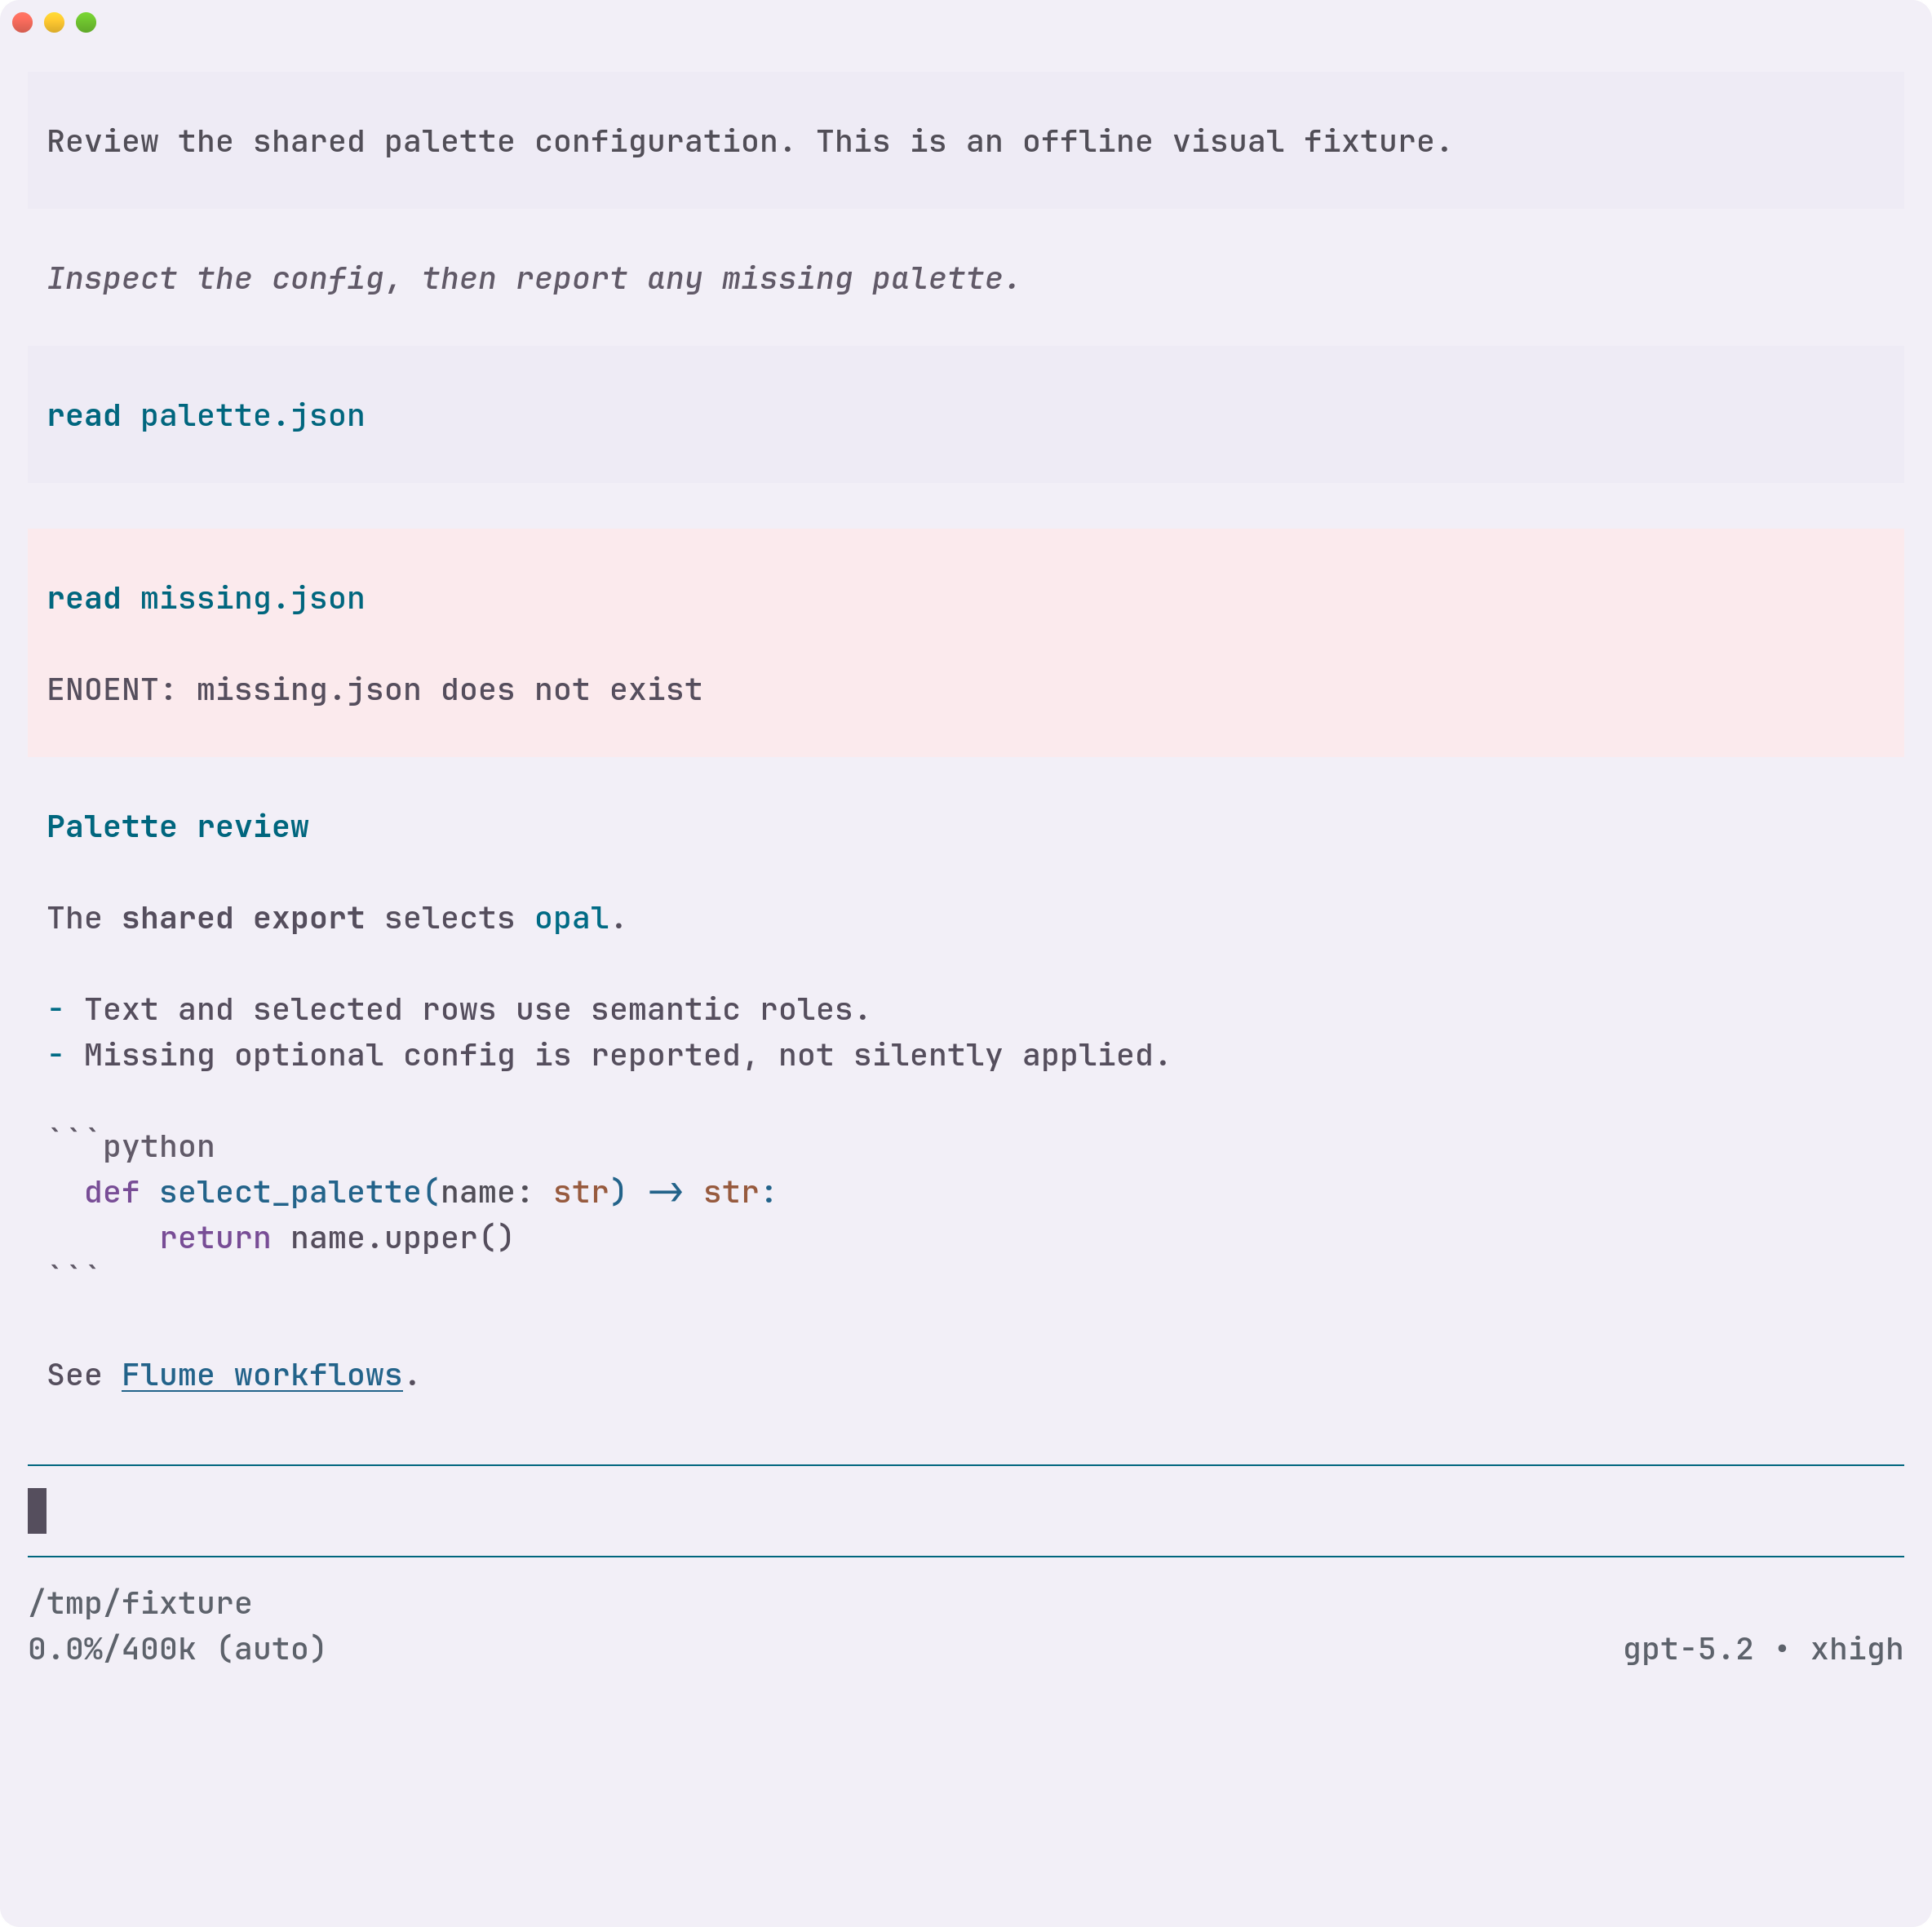 Review the shared palette configuration. This is an offline visual fixture.
Inspect the config, then report any missing palette.
read palette.json
read missing.json
ENOENT: missing.json does not exist
Palette review
The shared export selects opal.
- Text and selected rows use semantic roles.
- Missing optional config is reported, not silently applied.
```python
  def select_palette(name: str) -> str:
      return name.upper()
```
See Flume workflows.
/tmp/fixture
0.0%/400k (auto) gpt-5.2 • xhigh